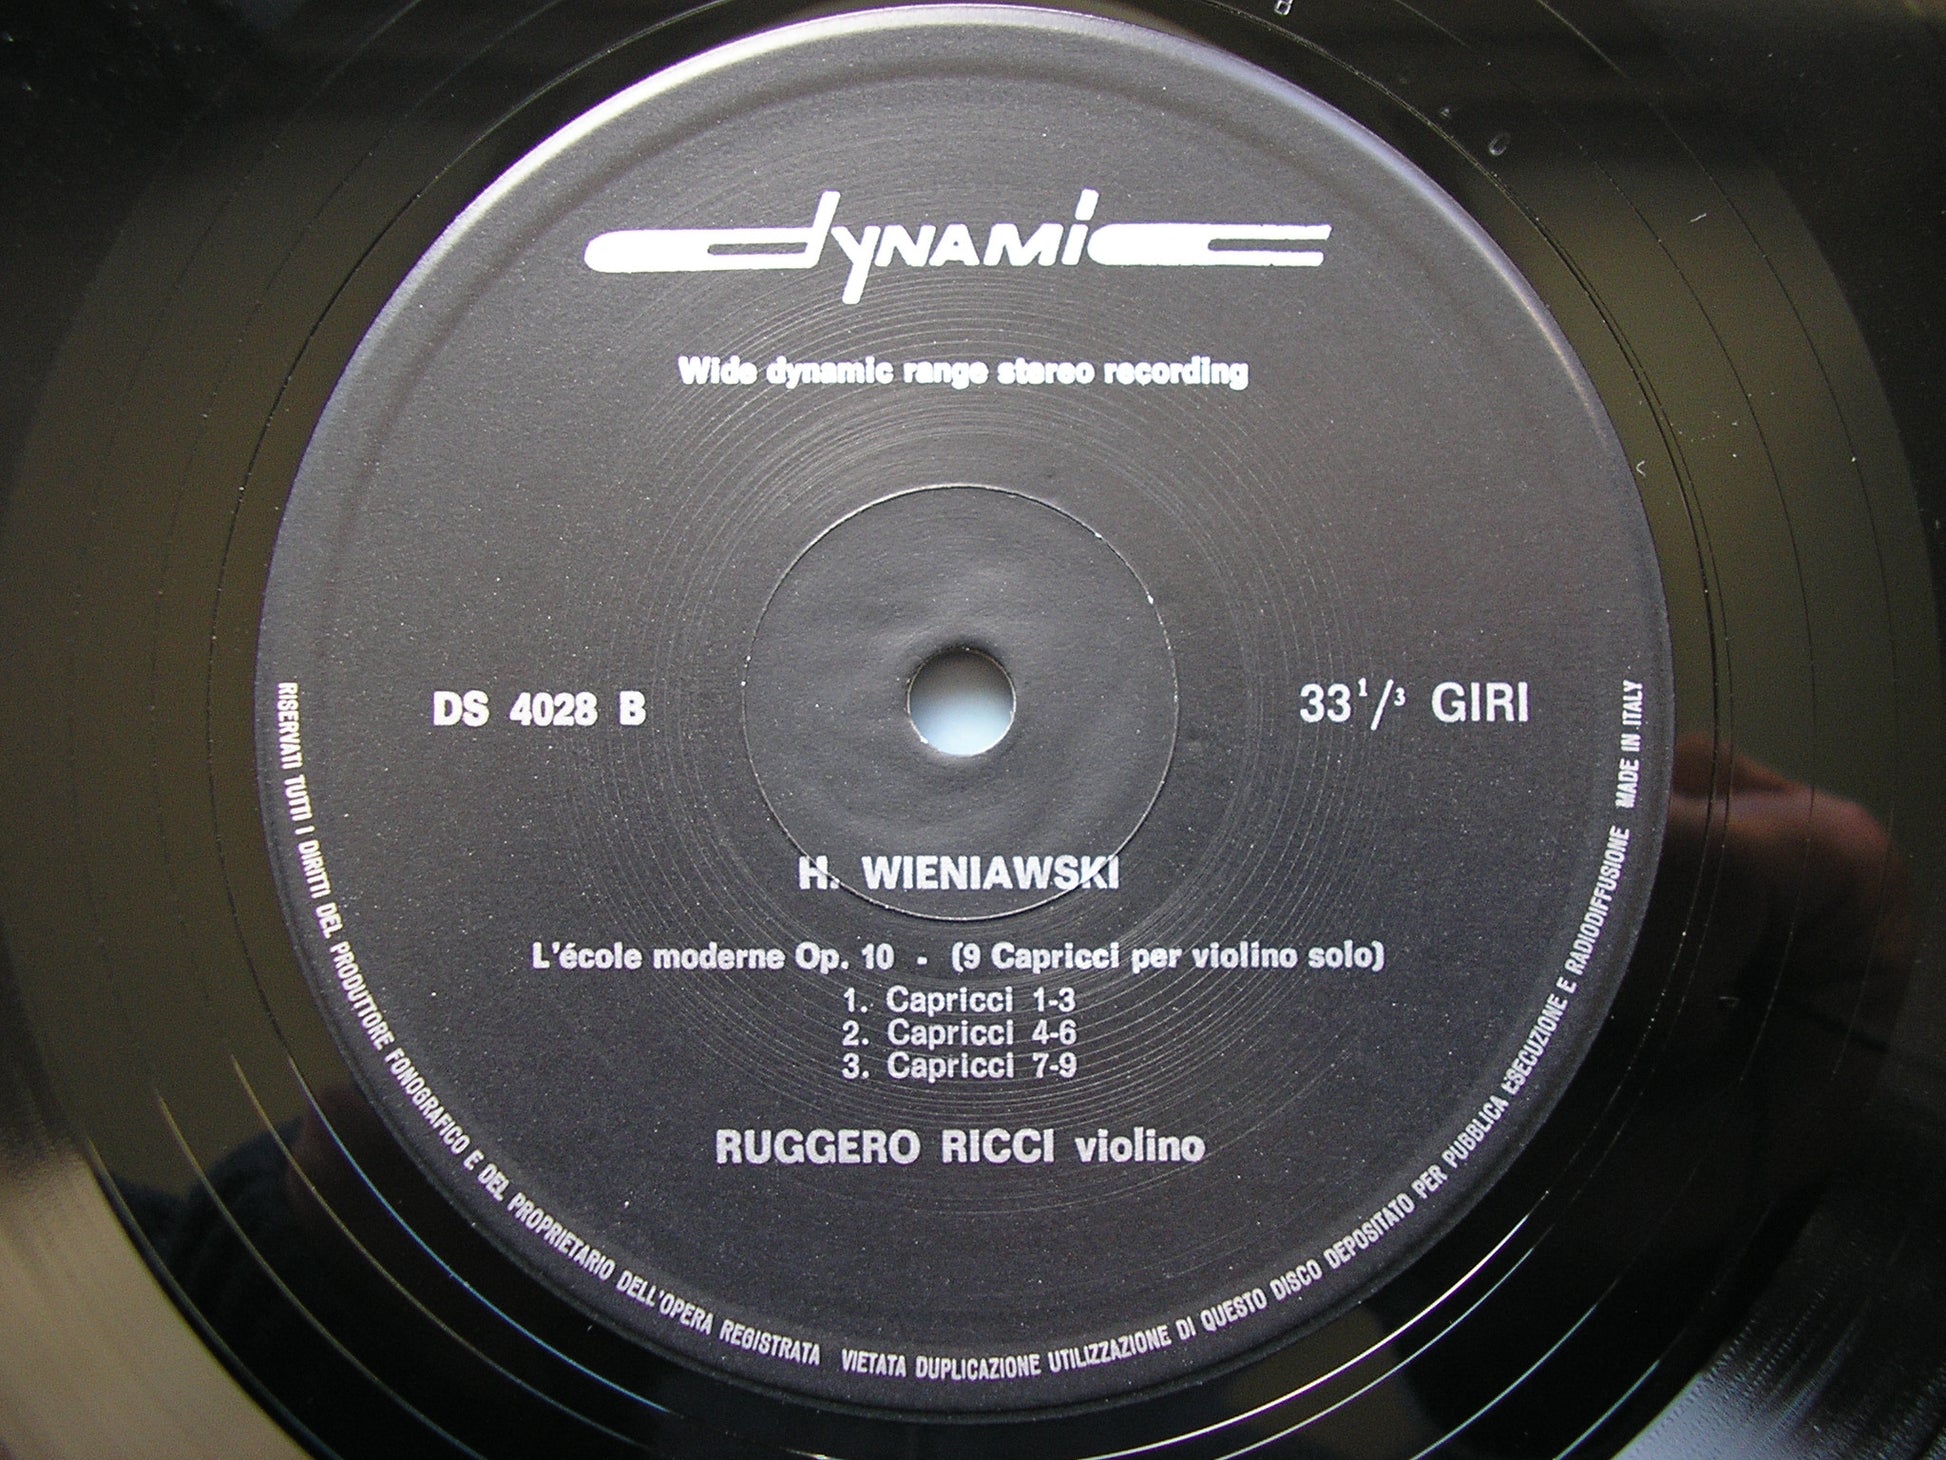 dynamic
Wide dynamic range stereo recording
DS 4028 B
33 1/3 GIRI
H. WIENIAWSKI
L'école moderne Op. 10 - (9 Capricci per violino solo)
1. Capricci 1-3
2. Capricci 4-6
3. Capricci 7-9
RUGGERO RICCI violino
RISERVATI TUTTI I DIRITTI DEL PRODUTTORE FONOGRAFICO E DEL PROPRIETARIO DELL'OPERA REGISTRATA VIETATA DUPLICAZIONE UTILIZZAZIONE DI QUESTO DISCO DEPOSITATO PER PUBBLICA ESECUZIONE E RADIODIFFUSIONE MADE IN ITALY